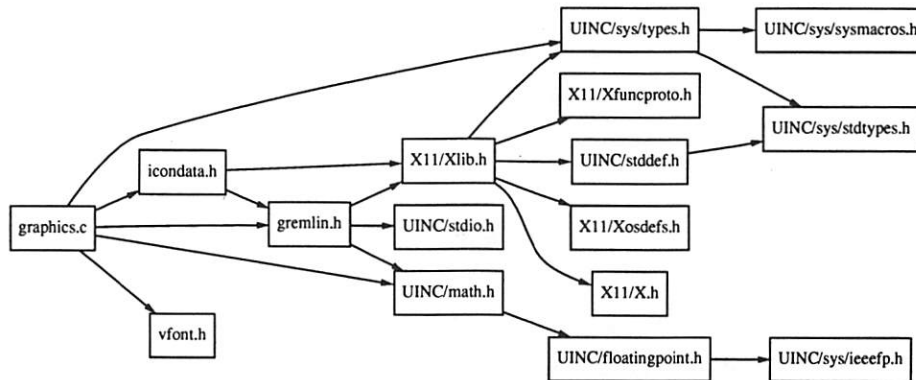 UINC/sys/types.h
UINC/sys/sysmacros.h
X11/Xfuncproto.h
UINC/sys/stdtypes.h
icondata.h
X11/Xlib.h
UINC/stddef.h
graphics.c
gremlin.h
UINC/stdio.h
X11/Xosdefs.h
UINC/math.h
X11/X.h
vfont.h
UINC/floatingpoint.h
UINC/sys/ieeefp.h